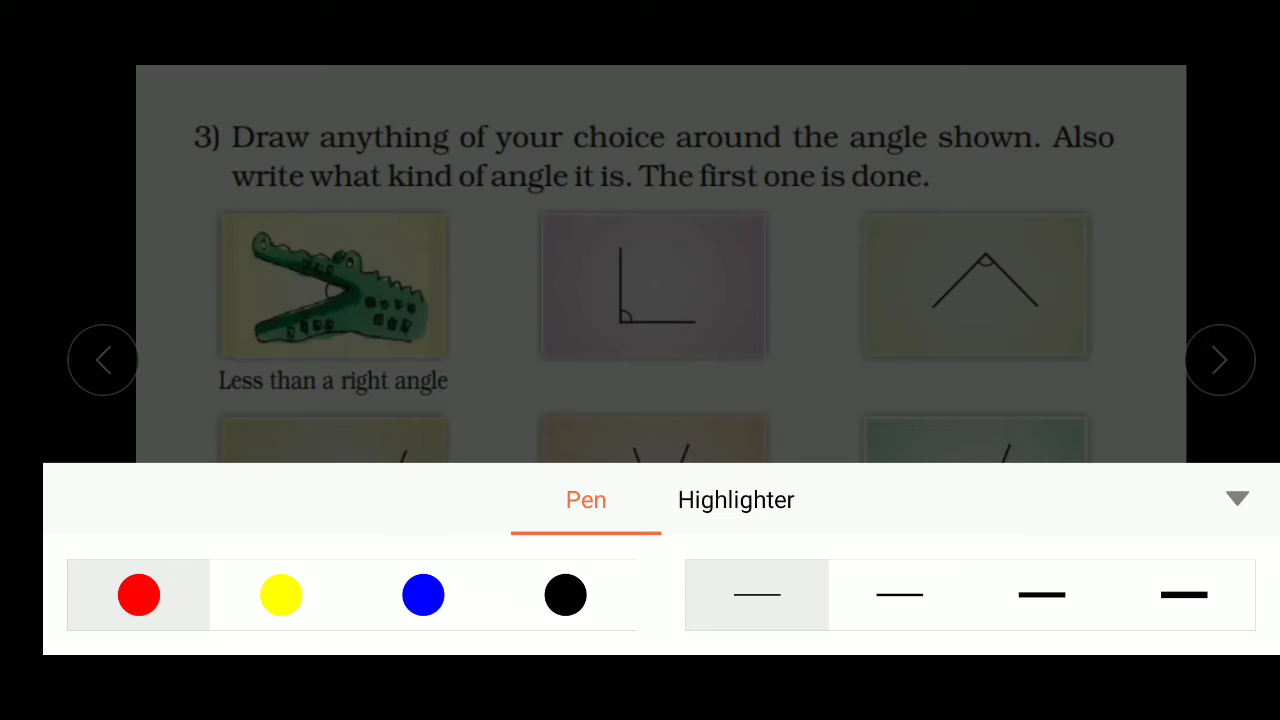 3) Draw anything of your choice around the angle shown. Also
write what kind of angle it is. The first one is done.
Less than a right angle
Pen Highlighter